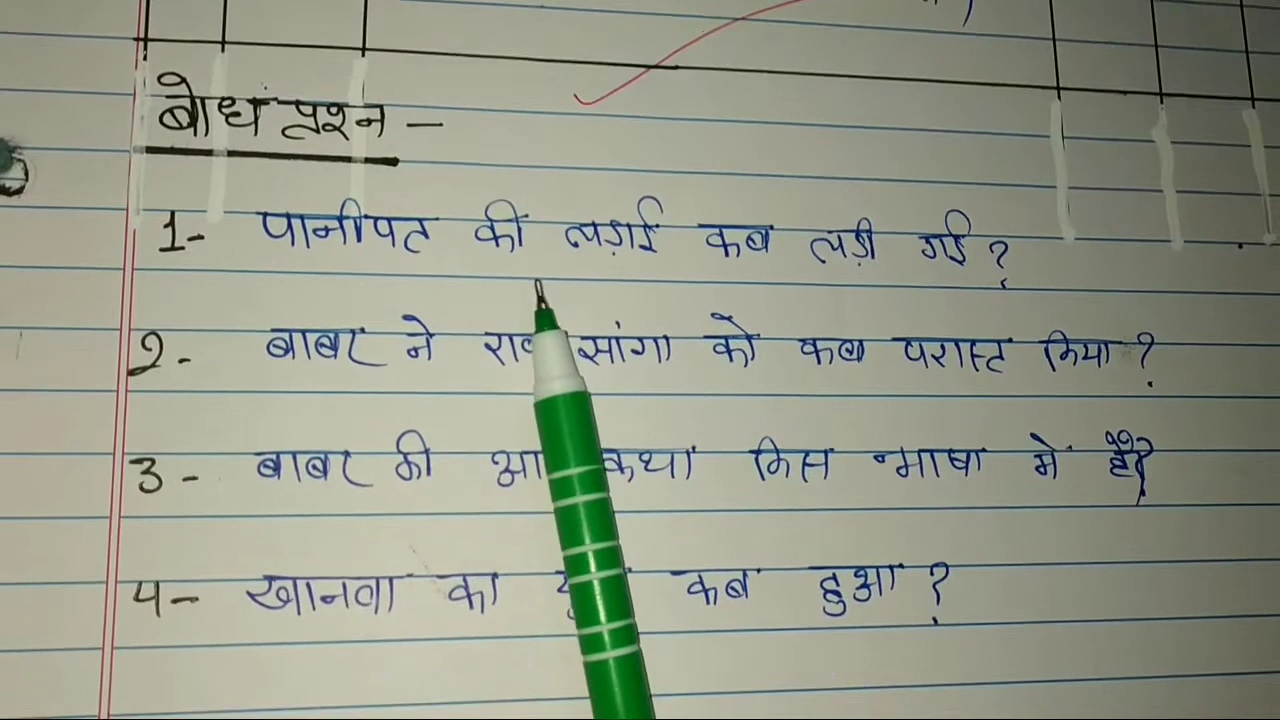 बोध प्रश्न –
1- पानीपत की लड़ाई कब लड़ी गई ?
2- बाबर ने सांगा को कब परास्ट किया ?
3- बाबर की किस भाषा में है?
4- खानवा का कब हुआ ?